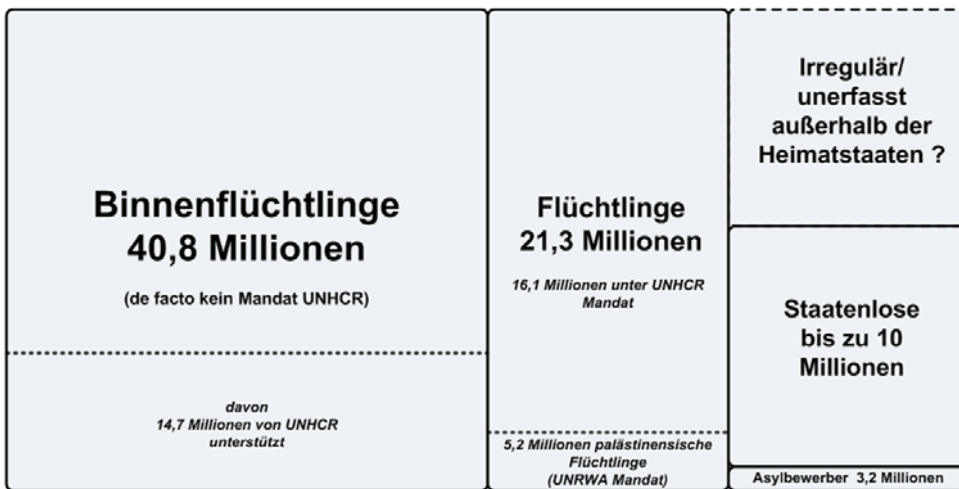 Binnenflüchtlinge
40,8 Millionen
(de facto kein Mandat UNHCR)
davon
14,7 Millionen von UNHCR
unterstützt
Flüchtlinge
21,3 Millionen
16,1 Millionen unter UNHCR
Mandat
5,2 Millionen palästinensische
Flüchtlinge
(UNRWA Mandat)
Irregulär/
unerfasst
außerhalb der
Heimatstaaten ?
Staatenlose
bis zu 10
Millionen
Asylbewerber 3,2 Millionen